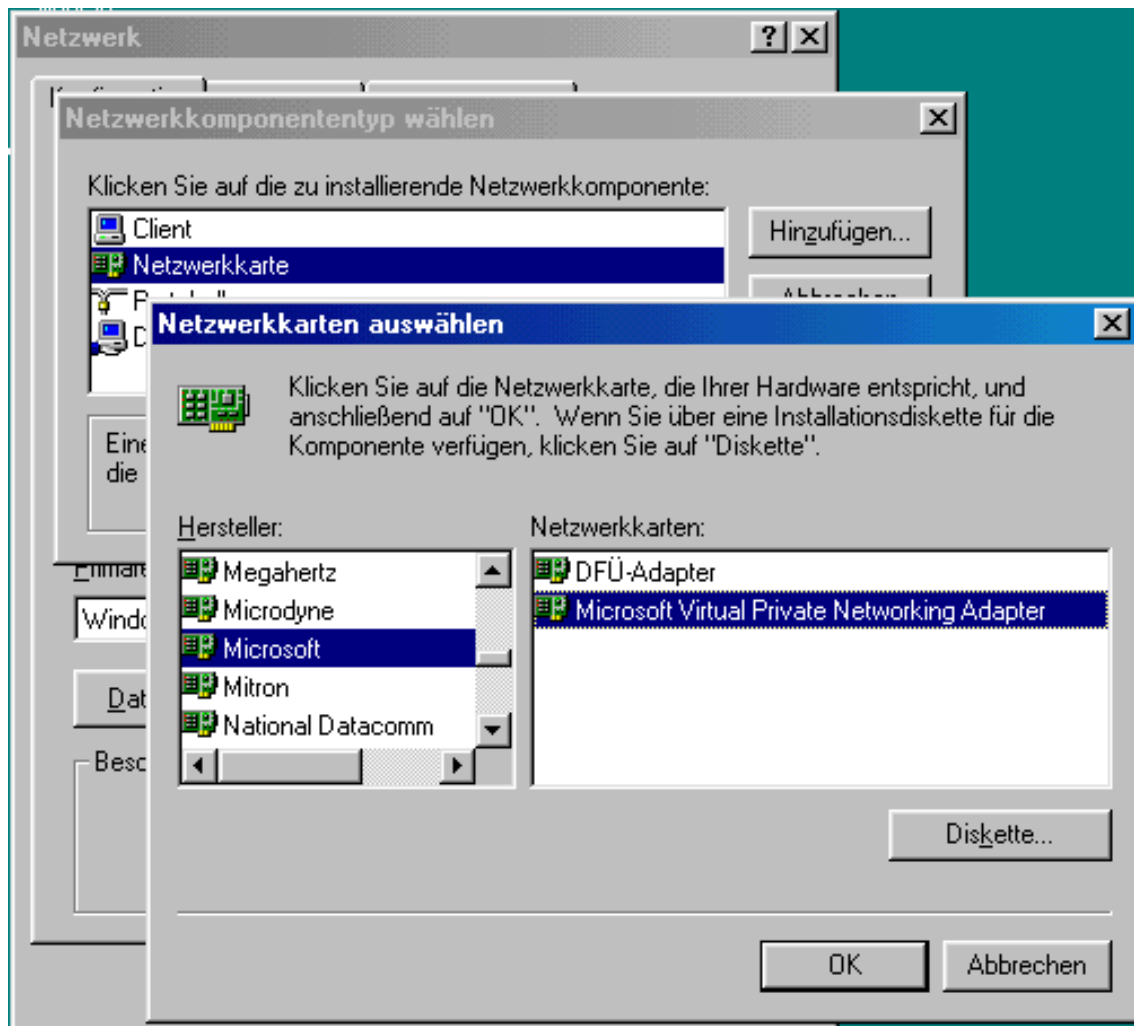 Netzwerk
Netzwerkkomponententyp wählen
Klicken Sie auf die zu installierende Netzwerkkomponente:
Client
Hinzufügen...
Netzwerkkarte
Netzwerkkarten auswählen
Klicken Sie auf die Netzwerkkarte, die Ihrer Hardware entspricht, und
anschließend auf "OK". Wenn Sie über eine Installationsdiskette für die
Komponente verfügen, klicken Sie auf "Diskette".
Eine
die
Hersteller:
Netzwerkkarten:
Megahertz
Microdyne
Microsoft
Mitron
National Datacomm
DFÜ-Adapter
Microsoft Virtual Private Networking Adapter
Diskette...
OK
Abbrechen